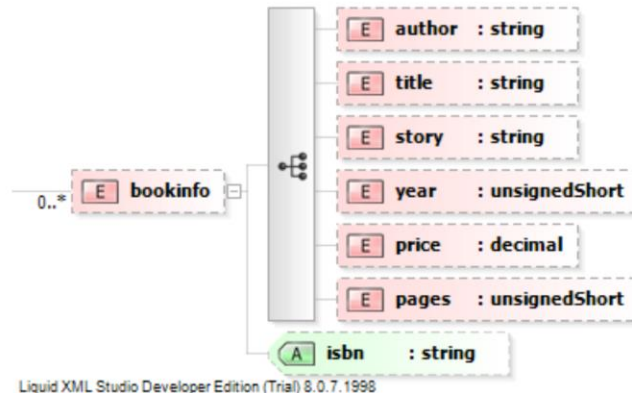 E author : string
E title : string
E story : string
0..* E bookinfo
E year : unsignedShort
E price : decimal
E pages : unsignedShort
A isbn : string
Liquid XML Studio Developer Edition (Trial) 8.0.7.1998